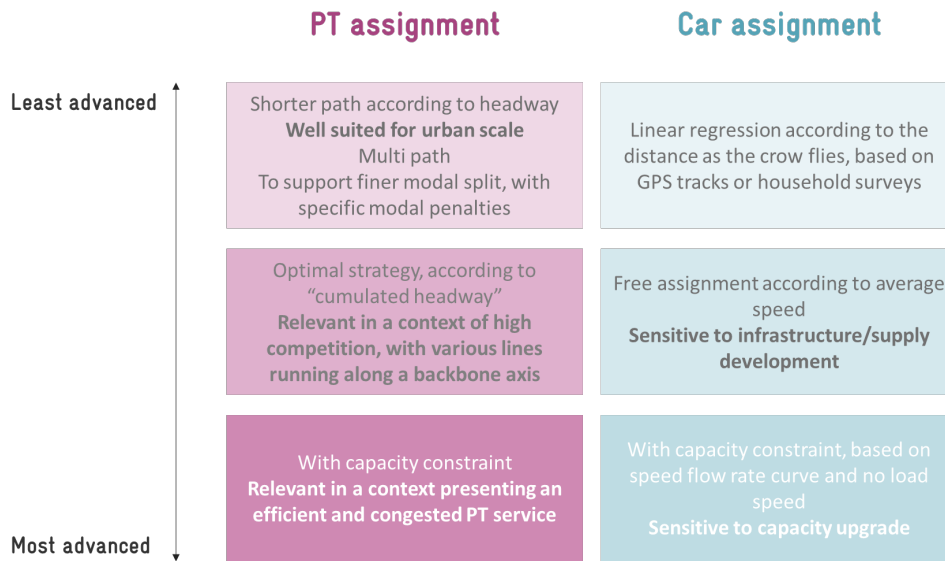 PT assignment
Car assignment
Least advanced
Shorter path according to headway
Well suited for urban scale
Multi path
To support finer modal split, with
specific modal penalties
Linear regression according to the
distance as the crow flies, based on
GPS tracks or household surveys
Optimal strategy, according to
“cumulated headway”
Relevant in a context of high
competition, with various lines
running along a backbone axis
Free assignment according to average
speed
Sensitive to infrastructure/supply
development
With capacity constraint
Relevant in a context presenting an
efficient and congested PT service
With capacity constraint, based on
speed flow rate curve and no load
speed
Sensitive to capacity upgrade
Most advanced